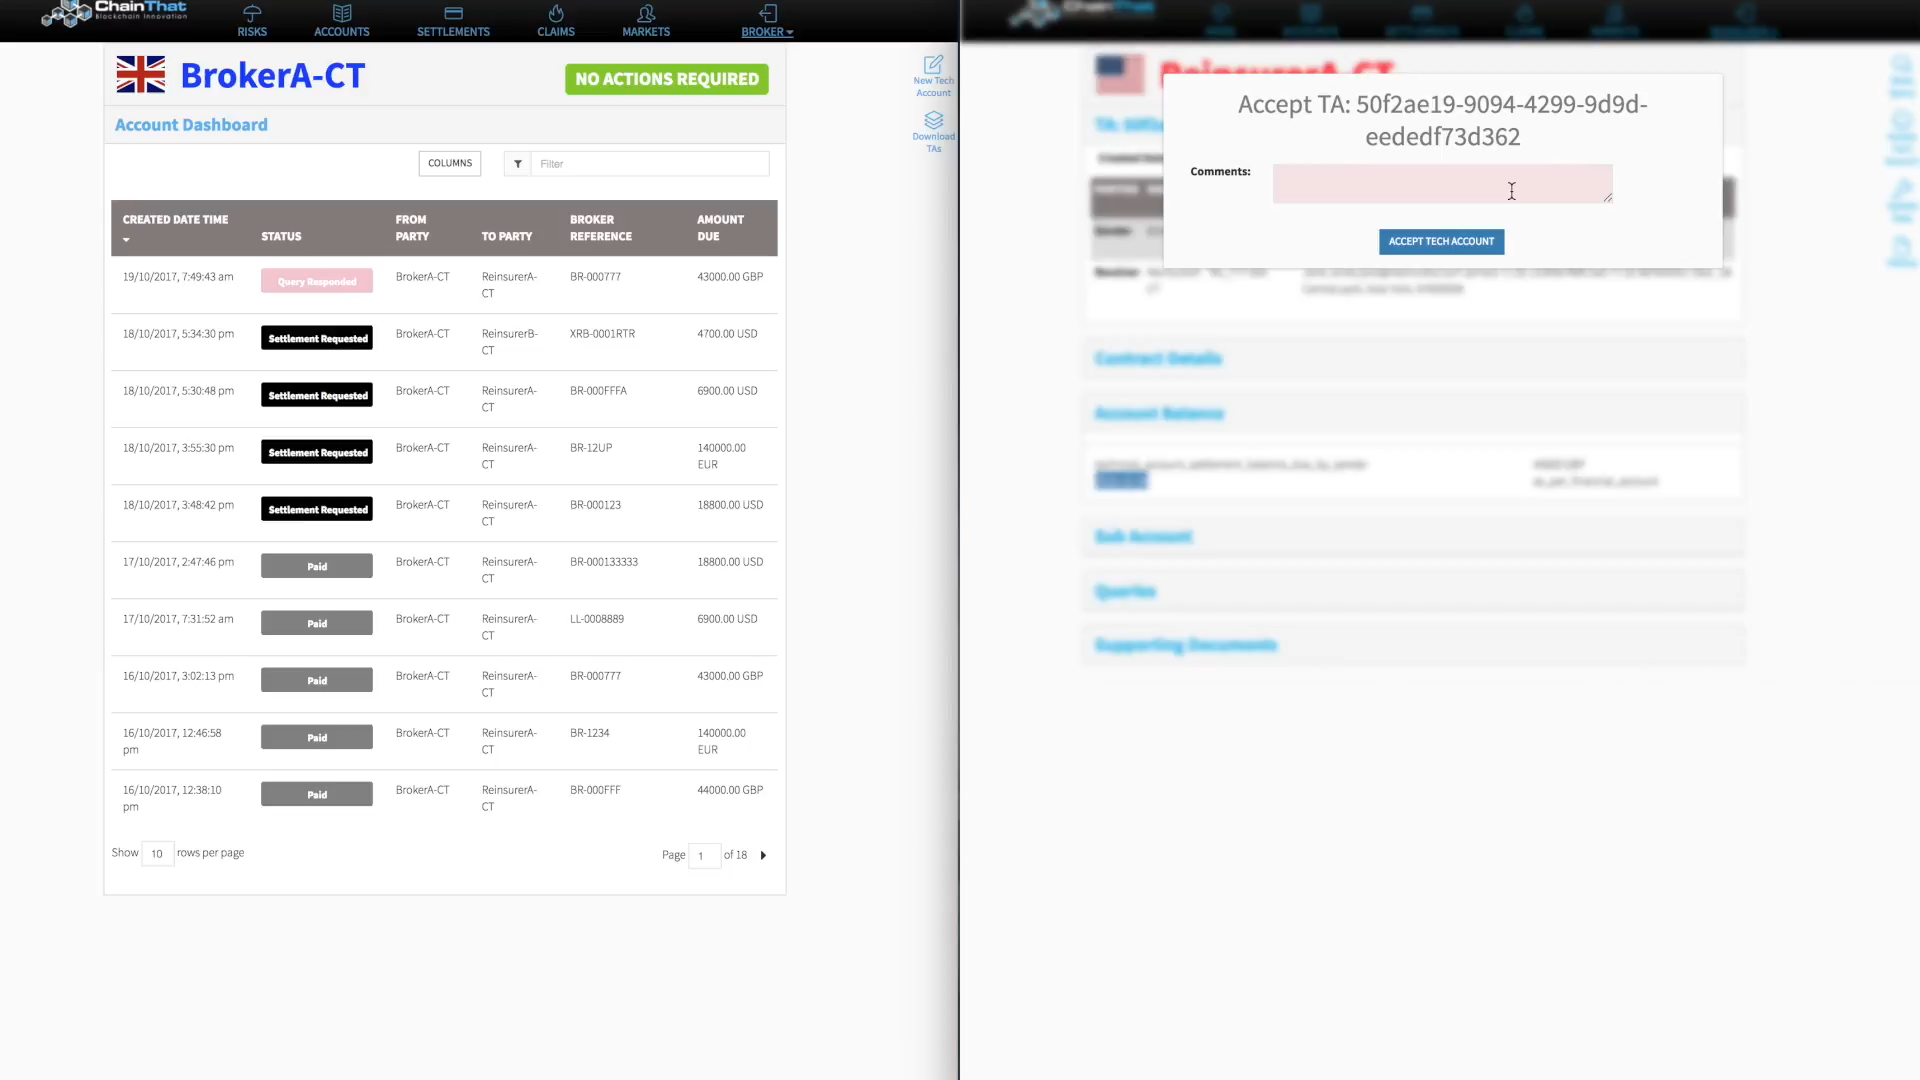 ChainThat
Blockchain Innovation
RISKS
ACCOUNTS
SETTLEMENTS
CLAIMS
MARKETS
BROKER
BrokerA-CT
NO ACTIONS REQUIRED
New Tech
Account
Download
TAs
Account Dashboard
COLUMNS
Filter
CREATED DATE TIME
STATUS
FROM
PARTY
TO PARTY
BROKER
REFERENCE
AMOUNT
DUE
19/10/2017, 7:49:43 am
Query Responded
BrokerA-CT
ReinsurerA-
CT
BR-000777
43000.00 GBP
18/10/2017, 5:34:30 pm
Settlement Requested
BrokerA-CT
ReinsurerB-
CT
XRB-0001RTR
4700.00 USD
18/10/2017, 5:30:48 pm
Settlement Requested
BrokerA-CT
ReinsurerA-
CT
BR-000FFFA
6900.00 USD
18/10/2017, 3:55:30 pm
Settlement Requested
BrokerA-CT
ReinsurerA-
CT
BR-12UP
140000.00
EUR
18/10/2017, 3:48:42 pm
Settlement Requested
BrokerA-CT
ReinsurerA-
CT
BR-000123
18800.00 USD
17/10/2017, 2:47:46 pm
Paid
BrokerA-CT
ReinsurerA-
CT
BR-000133333
18800.00 USD
17/10/2017, 7:31:52 am
Paid
BrokerA-CT
ReinsurerA-
CT
LL-0008889
6900.00 USD
16/10/2017, 3:02:13 pm
Paid
BrokerA-CT
ReinsurerA-
CT
BR-000777
43000.00 GBP
16/10/2017, 12:46:58
pm
Paid
BrokerA-CT
ReinsurerA-
CT
BR-1234
140000.00
EUR
16/10/2017, 12:38:10
pm
Paid
BrokerA-CT
ReinsurerA-
CT
BR-000FFF
44000.00 GBP
Show 10 rows per page
Page 1 of 18
ReinsurerA-CT
Accept TA: 50f2ae19-9094-4299-9d9d-
eededf73d362
Comments:
ACCEPT TECH ACCOUNT
Contract Details
Account Balance
Sub Account
Queries
Supporting Documents